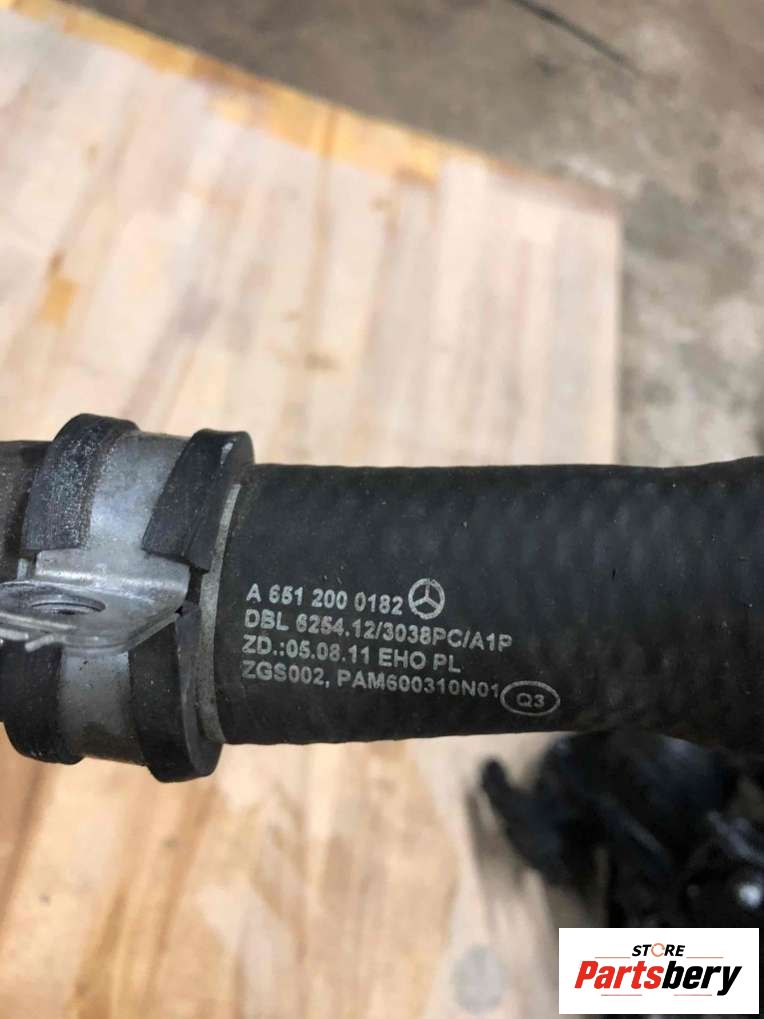 A 651 200 0182
DBL 6254.12/3038PC/A1P
ZD.:05.08.11 EHO PL
ZGS002, PAM600310N01 Q3
STORE
Partsbery